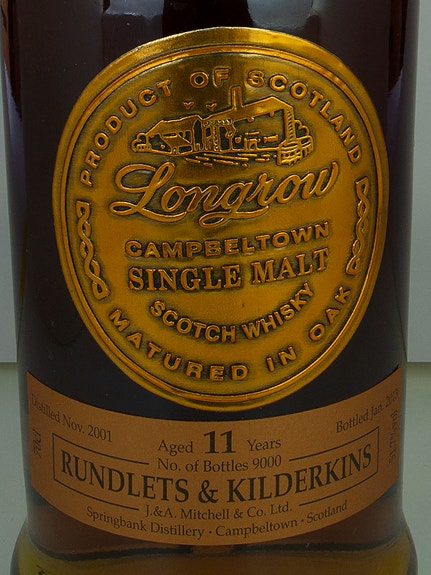 PRODUCT OF SCOTLAND
Longrow
CAMPBELTOWN
SINGLE MALT
SCOTCH WHISKY
MATURED IN OAK
Distilled Nov. 2001
Bottled Jan. 2013
Aged 11 Years
No. of Bottles 9000
RUNDLETS & KILDERKINS
J.&A. Mitchell & Co. Ltd.
Springbank Distillery · Campbeltown · Scotland